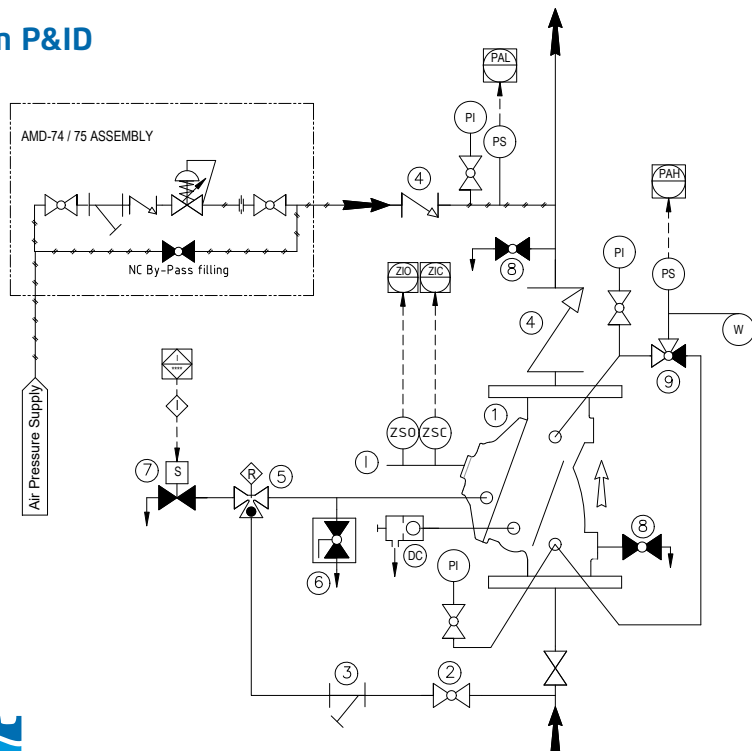 n P&ID
PAL
AMD-74 / 75 ASSEMBLY
PI
PS
PAH
4
NC By-Pass filling
8
ZIO
ZIC
PI
PS
4
W
9
Air Pressure Supply
I
****
I
1
ZSO
ZSC
I
7
S
R
5
8
DC
6
PI
3
2